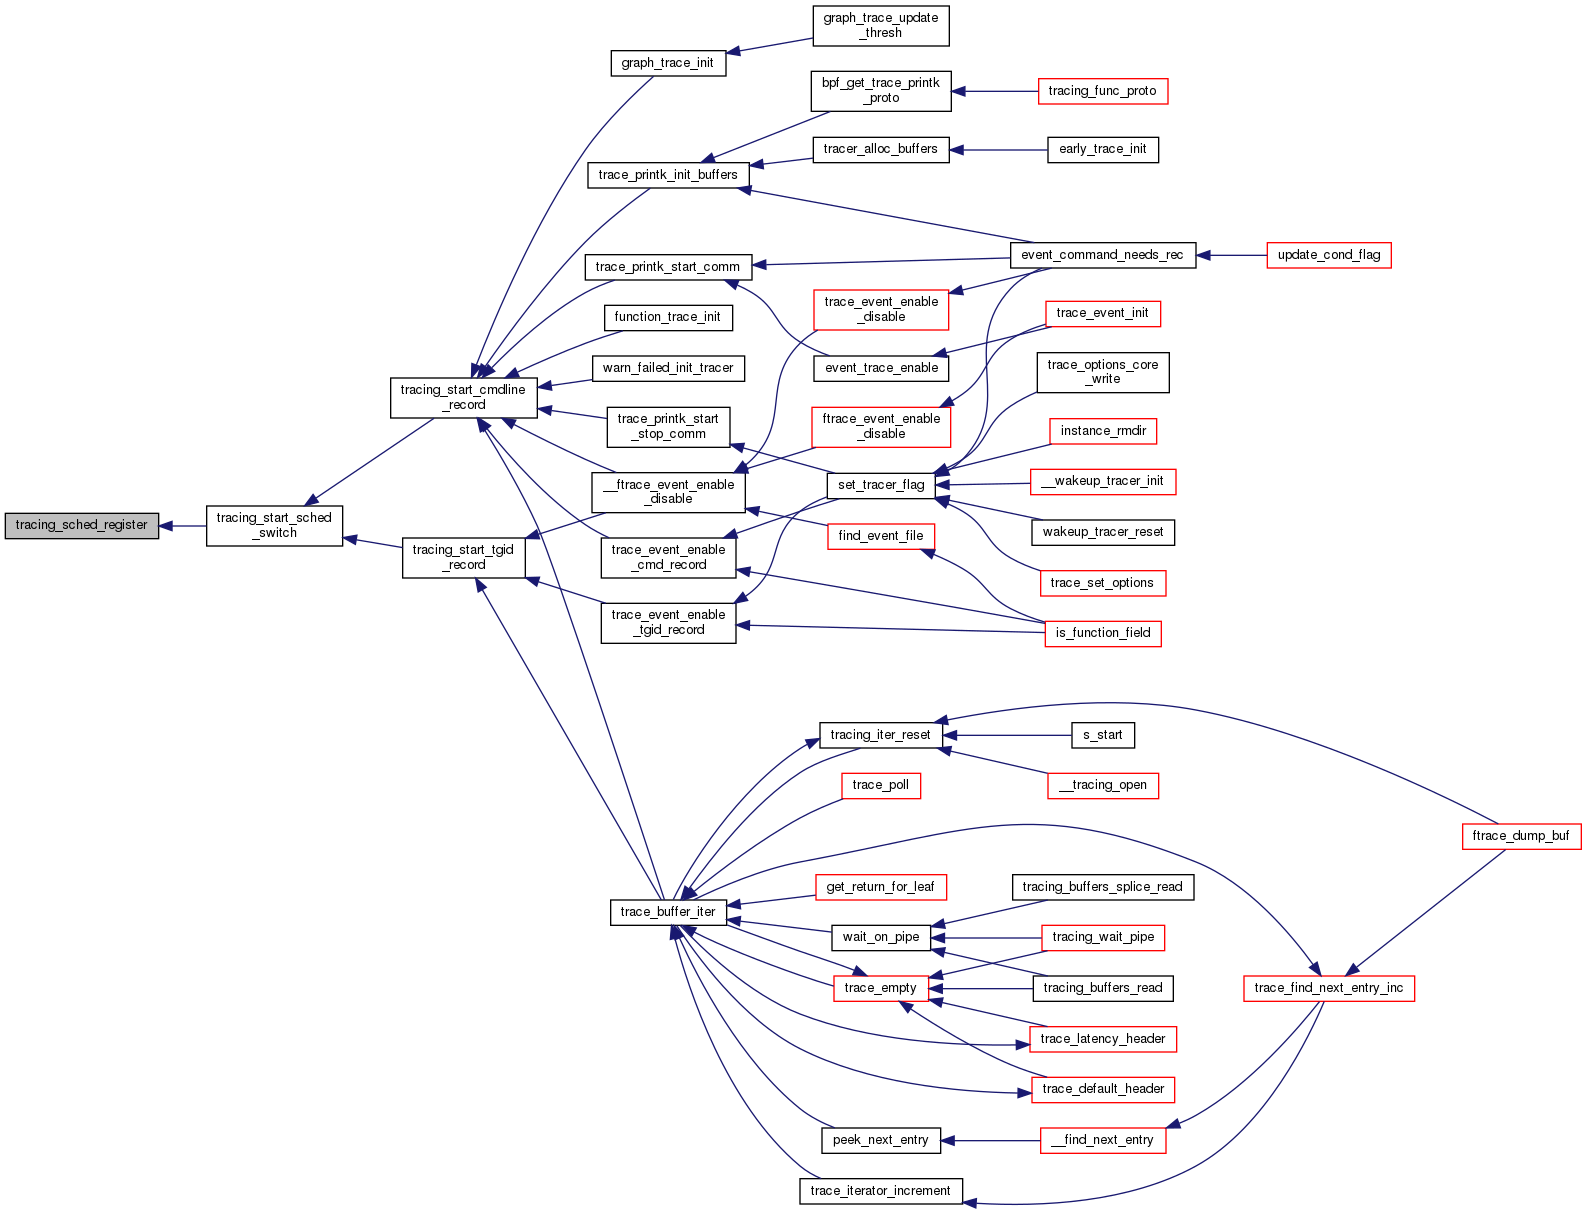 graph_trace_update
_thresh
graph_trace_init
bpf_get_trace_printk
_proto
tracing_func_proto
tracer_alloc_buffers
early_trace_init
trace_printk_init_buffers
event_command_needs_rec
update_cond_flag
trace_printk_start_comm
trace_event_enable
_disable
trace_event_init
function_trace_init
event_trace_enable
warn_failed_init_tracer
trace_options_core
_write
tracing_start_cmdline
_record
trace_printk_start
_stop_comm
ftrace_event_enable
_disable
instance_rmdir
__ftrace_event_enable
_disable
set_tracer_flag
__wakeup_tracer_init
tracing_sched_register
tracing_start_sched
_switch
wakeup_tracer_reset
find_event_file
tracing_start_tgid
_record
trace_event_enable
_cmd_record
trace_set_options
trace_event_enable
_tgid_record
is_function_field
tracing_iter_reset
s_start
trace_poll
__tracing_open
ftrace_dump_buf
get_return_for_leaf
tracing_buffers_splice_read
trace_buffer_iter
wait_on_pipe
tracing_wait_pipe
trace_empty
tracing_buffers_read
trace_find_next_entry_inc
trace_latency_header
trace_default_header
peek_next_entry
__find_next_entry
trace_iterator_increment